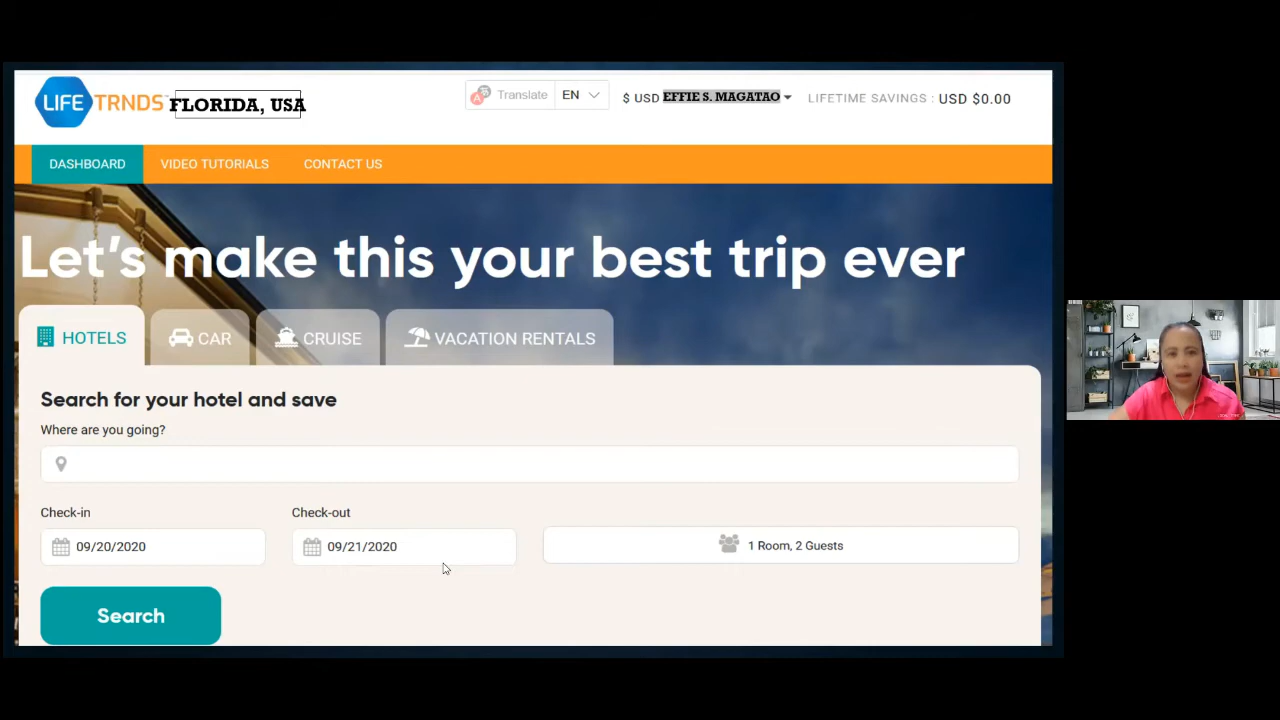 LIFE TRNDS FLORIDA, USA
Translate EN $ USD EFFIE S. MAGATAO LIFETIME SAVINGS : USD $0.00
DASHBOARD VIDEO TUTORIALS CONTACT US
Let's make this your best trip ever
HOTELS CAR CRUISE VACATION RENTALS
Search for your hotel and save
Where are you going?
Check-in Check-out
09/20/2020 09/21/2020 1 Room, 2 Guests
Search